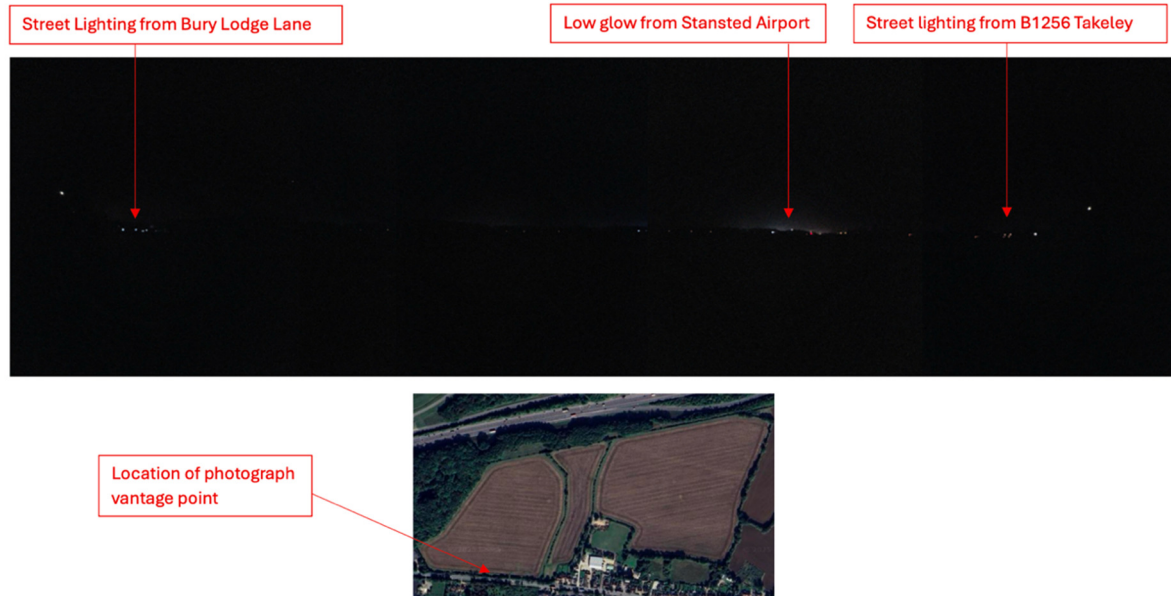 Street Lighting from Bury Lodge Lane
Low glow from Stansted Airport
Street lighting from B1256 Takeley
Location of photograph
vantage point